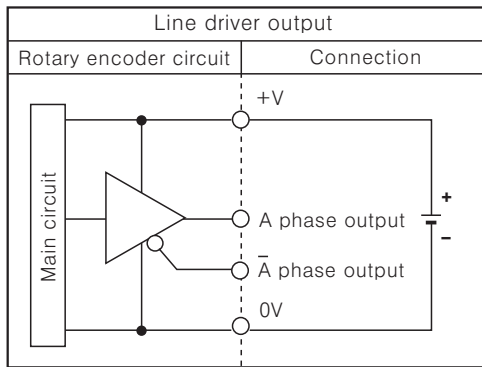 Line driver output
Rotary encoder circuit
Connection
+V
Main circuit
+
A phase output
−
A̅ phase output
0V